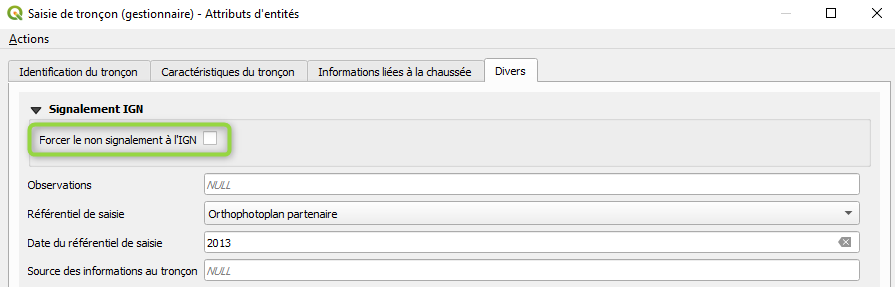 Saisie de tronçon (gestionnaire) - Attributs d'entités
Actions
Identification du tronçon Caractéristiques du tronçon Informations liées à la chaussée Divers
Signalement IGN
Forcer le non signalement à l'IGN
Observations NULL
Référentiel de saisie Orthophotoplan partenaire
Date du référentiel de saisie 2013
Source des informations au tronçon NULL